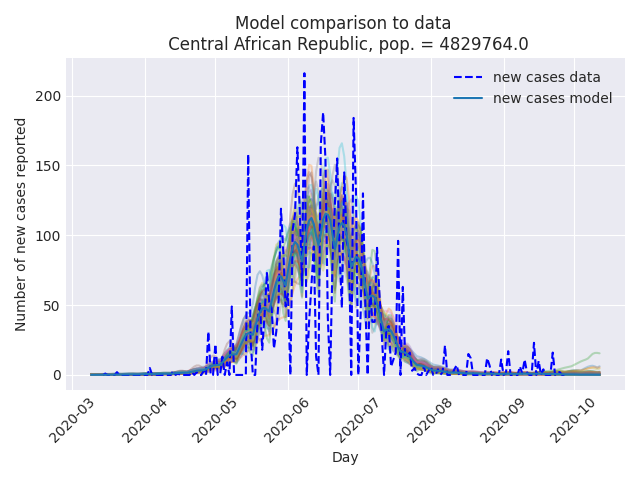 Model comparison to data
Central African Republic, pop. = 4829764.0
new cases data
new cases model
Number of new cases reported
200
150
100
50
0
2020-03
2020-04
2020-05
2020-06
2020-07
2020-08
2020-09
2020-10
Day